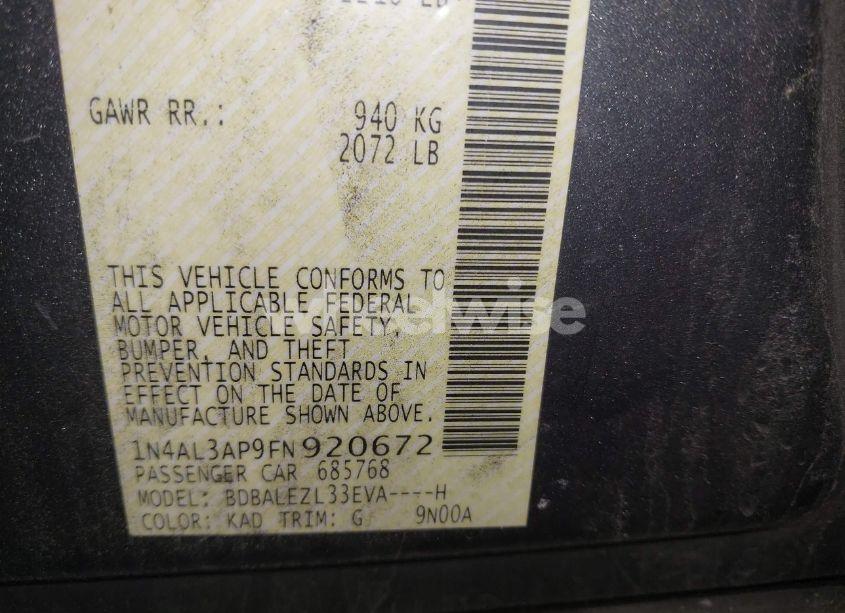 GAWR RR.: 940 KG
2072 LB
THIS VEHICLE CONFORMS TO
ALL APPLICABLE FEDERAL
MOTOR VEHICLE SAFETY,
BUMPER, AND THEFT
PREVENTION STANDARDS IN
EFFECT ON THE DATE OF
MANUFACTURE SHOWN ABOVE.
1N4AL3AP9FN920672
PASSENGER CAR 685768
MODEL: BDBALEZL33EVA----H
COLOR: KAD TRIM: G 9N00A